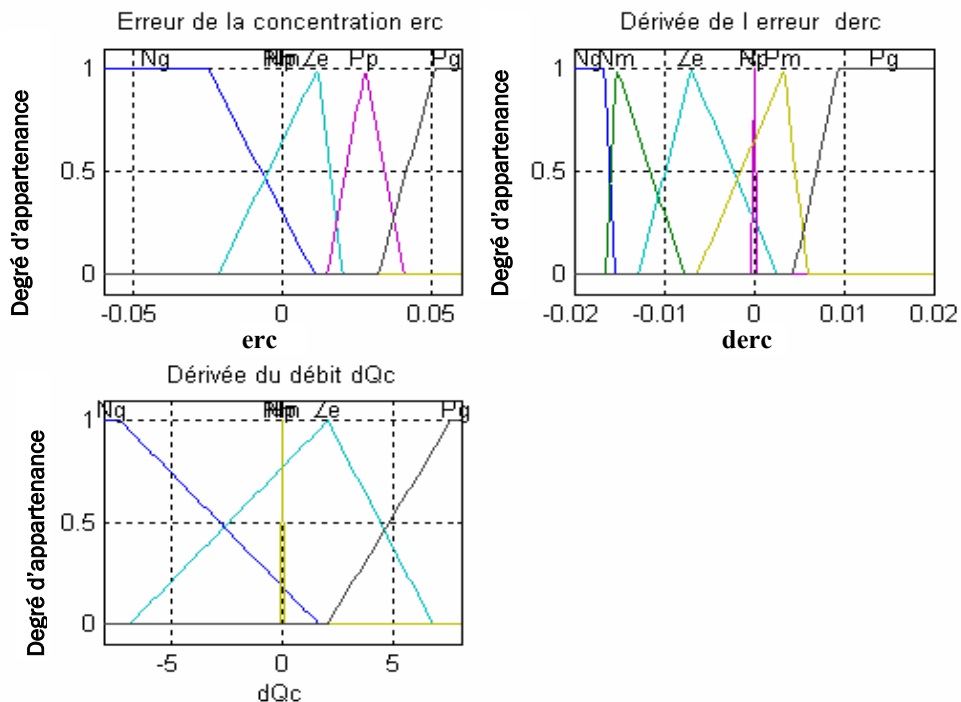 Erreur de la concentration erc
Ng Ze Pp Pg
1
0.5
0
-0.05 0 0.05
erc
Degré d'appartenance
Dérivée de l erreur derc
Ng Nm Ze Np Pm Pg
1
0.5
0
-0.02 -0.01 0 0.01 0.02
derc
Degré d'appartenance
Dérivée du débit dQc
Ng Ze Pg
1
0.5
0
-5 0 5
dQc
Degré d'appartenance